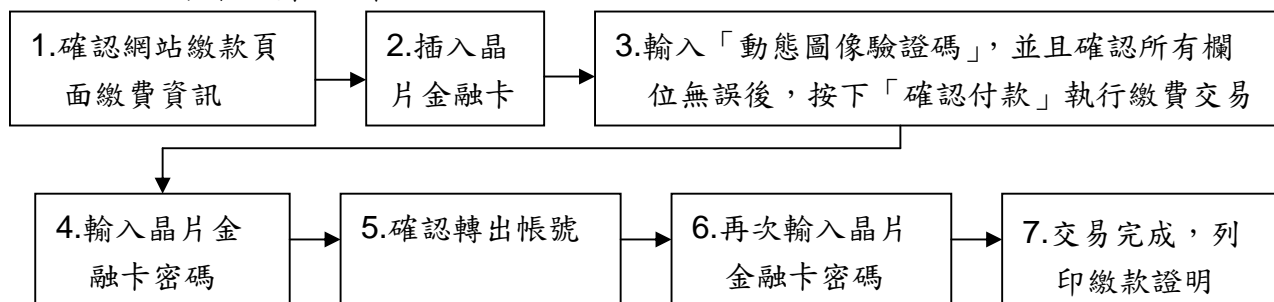 1.確認網站繳款頁
面繳費資訊
2.插入晶
片金融卡
3.輸入「動態圖像驗證碼」，並且確認所有欄
位無誤後，按下「確認付款」執行繳費交易
4.輸入晶片金
融卡密碼
5.確認轉出帳號
6.再次輸入晶片
金融卡密碼
7.交易完成，列
印繳款證明